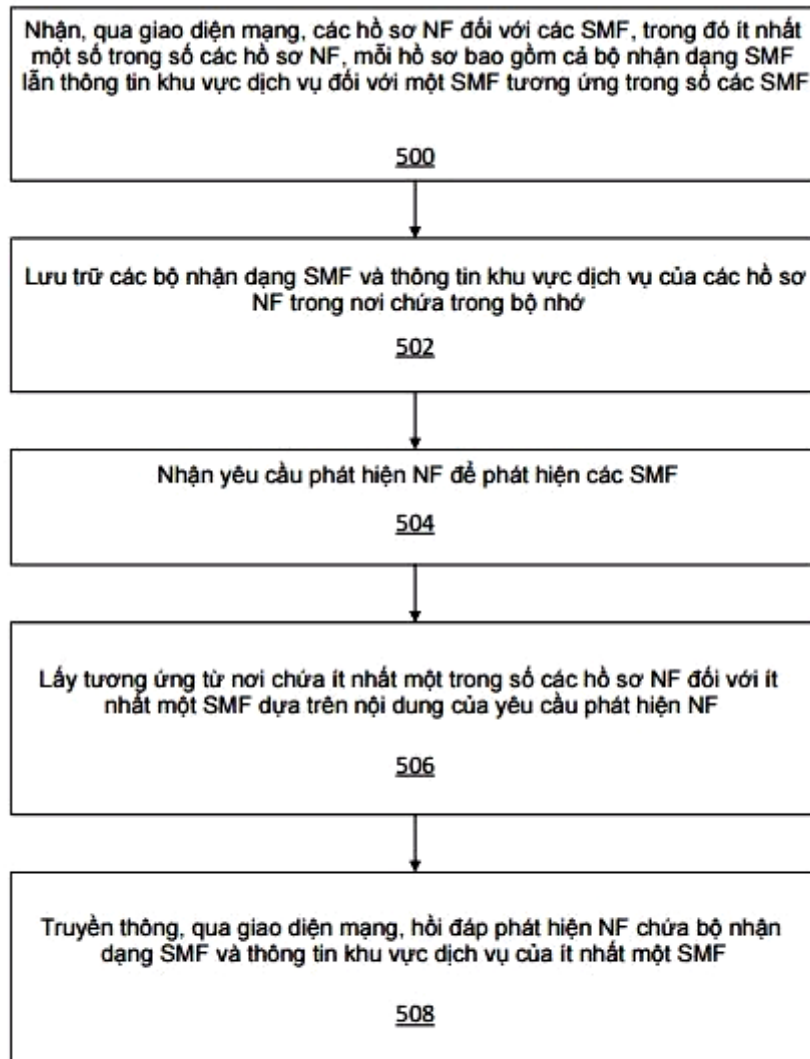 Nhận, qua giao diện mạng, các hồ sơ NF đối với các SMF, trong đó ít nhất
một số trong số các hồ sơ NF, mỗi hồ sơ bao gồm cả bộ nhận dạng SMF
lẫn thông tin khu vực dịch vụ đối với một SMF tương ứng trong số các SMF
500
Lưu trữ các bộ nhận dạng SMF và thông tin khu vực dịch vụ của các hồ sơ
NF trong nơi chứa trong bộ nhớ
502
Nhận yêu cầu phát hiện NF để phát hiện các SMF
504
Lấy tương ứng từ nơi chứa ít nhất một trong số các hồ sơ NF đối với ít
nhất một SMF dựa trên nội dung của yêu cầu phát hiện NF
506
Truyền thông, qua giao diện mạng, hồi đáp phát hiện NF chứa bộ nhận
dạng SMF và thông tin khu vực dịch vụ của ít nhất một SMF
508